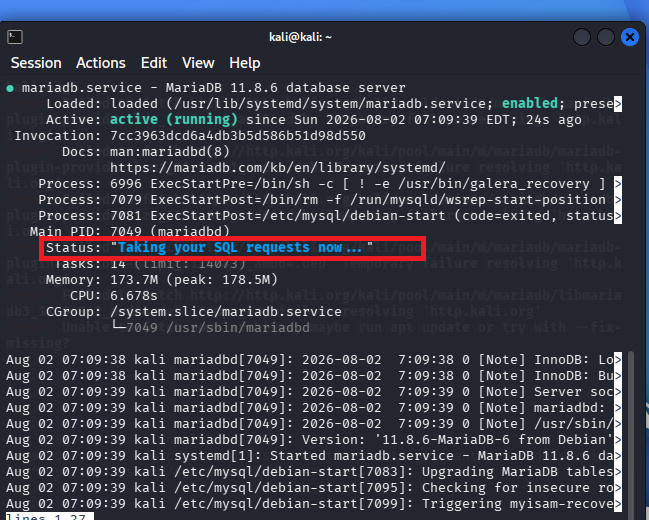 kali@kali: ~
Session Actions Edit View Help
● mariadb.service - MariaDB 11.8.6 database server
Loaded: loaded (/usr/lib/systemd/system/mariadb.service; enabled; prese>
Active: active (running) since Sun 2026-08-02 07:09:39 EDT; 24s ago
Invocation: 7cc3963dcd6a4db3b5d586b51d98d550
Docs: man:mariadbd(8)
https://mariadb.com/kb/en/library/systemd/
Process: 6996 ExecStartPre=/bin/sh -c [ ! -e /usr/bin/galera_recovery ] >
Process: 7079 ExecStartPost=/bin/rm -f /run/mysqld/wsrep-start-position >
Process: 7081 ExecStartPost=/etc/mysql/debian-start (code=exited, status>
Main PID: 7049 (mariadbd)
Status: "Taking your SQL requests now..."
Tasks: 14 (limit: 14073)
Memory: 173.7M (peak: 178.5M)
CPU: 6.678s
CGroup: /system.slice/mariadb.service
└─7049 /usr/sbin/mariadbd
Aug 02 07:09:38 kali mariadbd[7049]: 2026-08-02 7:09:38 0 [Note] InnoDB: Lo>
Aug 02 07:09:38 kali mariadbd[7049]: 2026-08-02 7:09:38 0 [Note] InnoDB: Bu>
Aug 02 07:09:39 kali mariadbd[7049]: 2026-08-02 7:09:39 0 [Note] Server soc>
Aug 02 07:09:39 kali mariadbd[7049]: 2026-08-02 7:09:39 0 [Note] mariadbd: >
Aug 02 07:09:39 kali mariadbd[7049]: 2026-08-02 7:09:39 0 [Note] /usr/sbin/>
Aug 02 07:09:39 kali mariadbd[7049]: Version: '11.8.6-MariaDB-6 from Debian'>
Aug 02 07:09:39 kali systemd[1]: Started mariadb.service - MariaDB 11.8.6 da>
Aug 02 07:09:39 kali /etc/mysql/debian-start[7083]: Upgrading MariaDB tables>
Aug 02 07:09:39 kali /etc/mysql/debian-start[7095]: Checking for insecure ro>
Aug 02 07:09:39 kali /etc/mysql/debian-start[7099]: Triggering myisam-recove>
lines 1-27